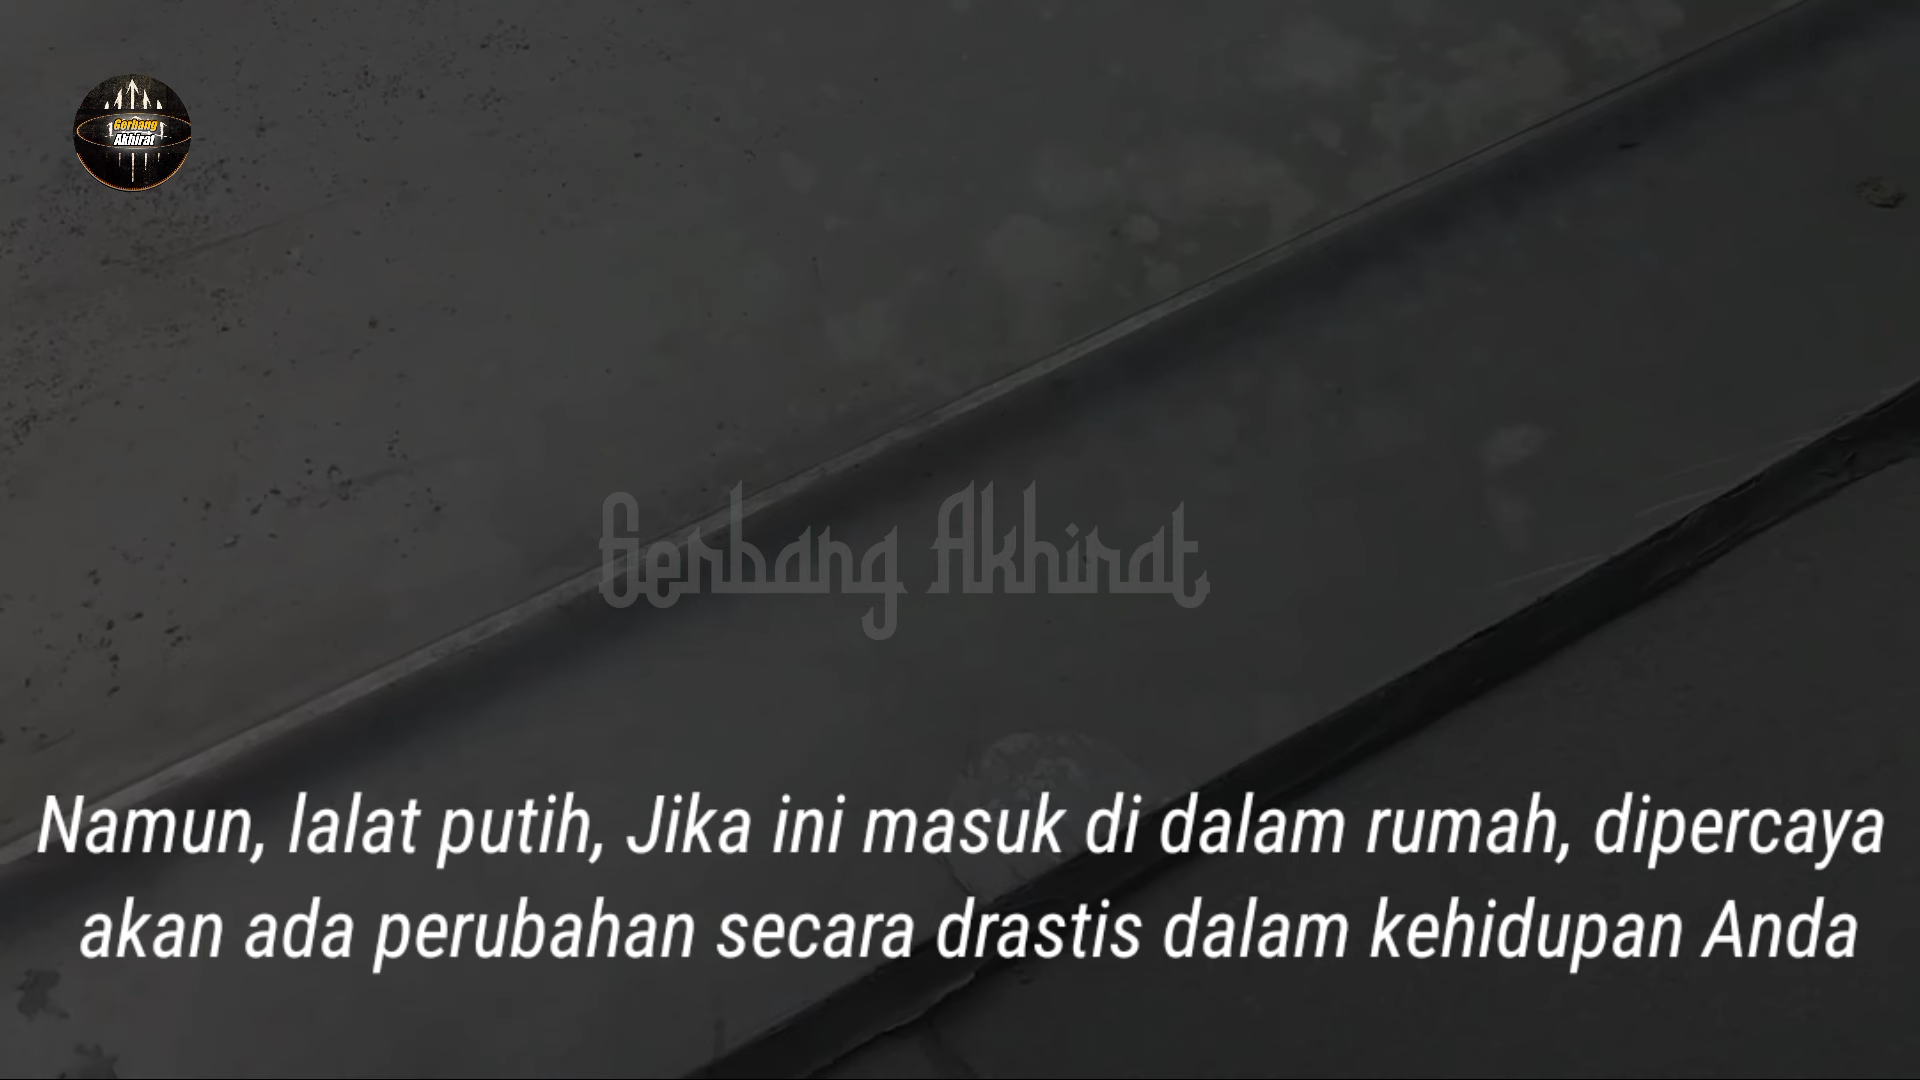 Gerbang
Akhirat
Gerbang Akhirat
Namun, lalat putih, Jika ini masuk di dalam rumah, dipercaya
akan ada perubahan secara drastis dalam kehidupan Anda